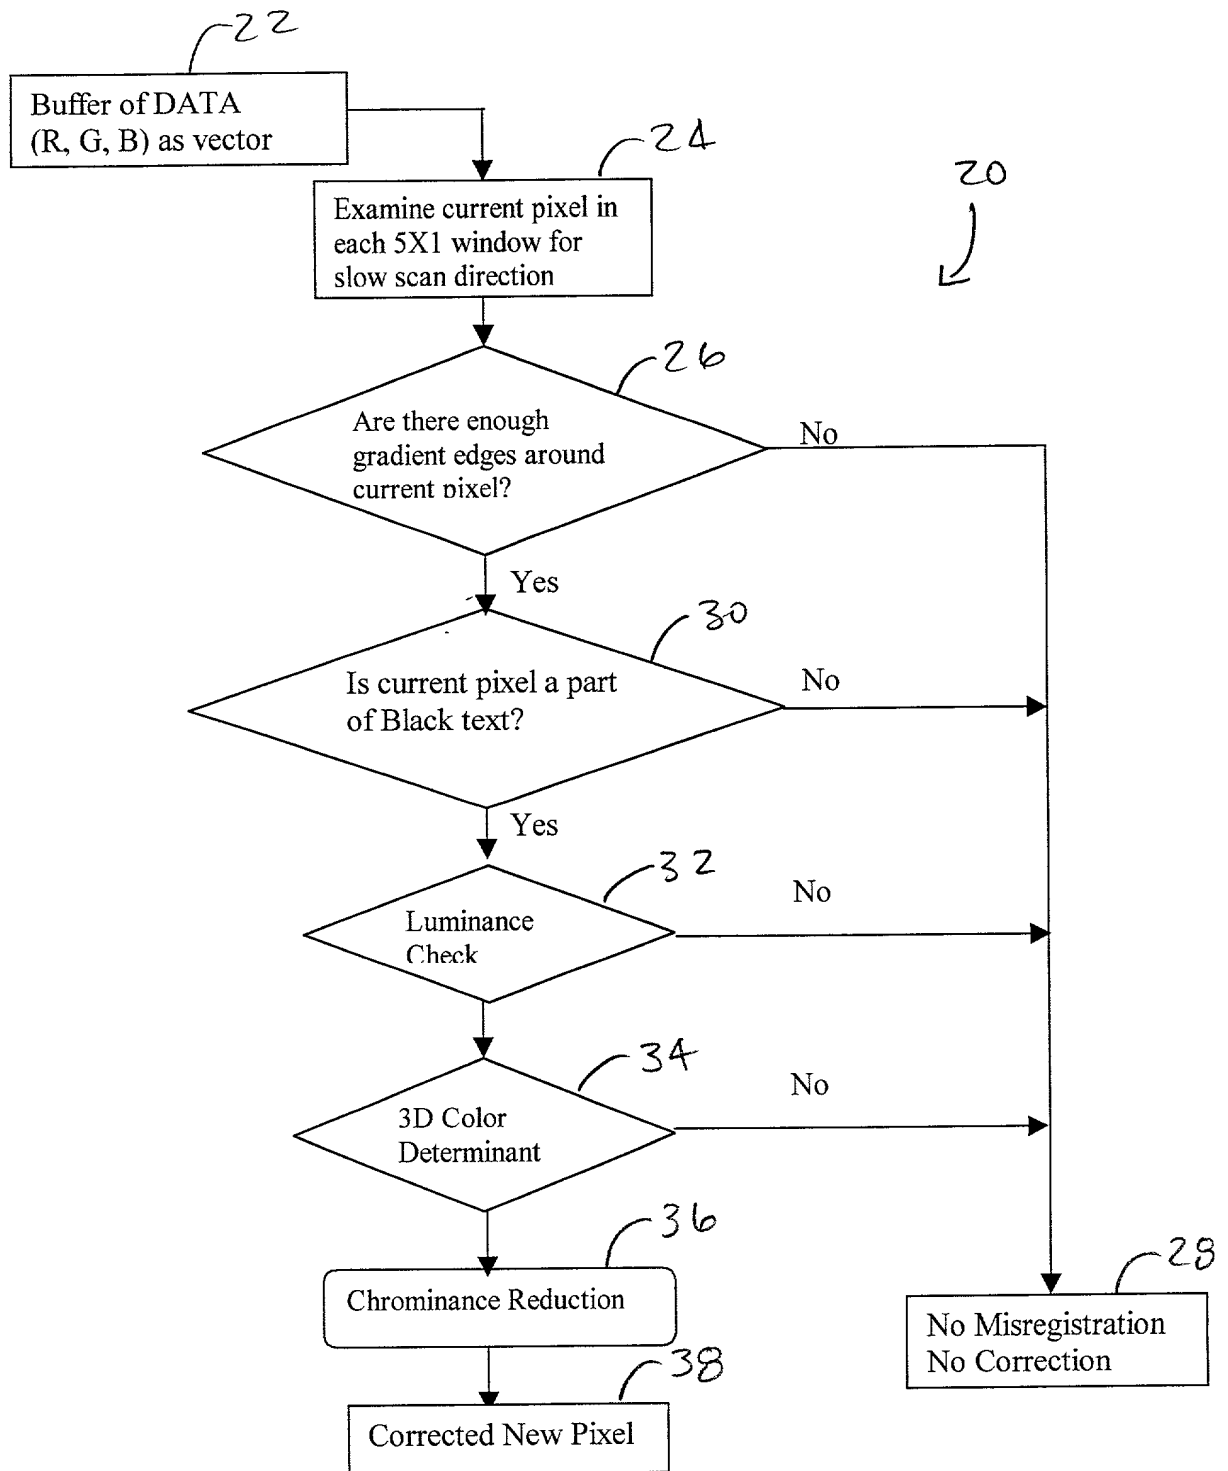 22
Buffer of DATA
(R, G, B) as vector
24
20
Examine current pixel in
each 5X1 window for
slow scan direction
26
Are there enough
gradient edges around
current pixel?
No
Yes
30
Is current pixel a part
of Black text?
No
Yes
32
Luminance
Check
No
34
3D Color
Determinant
No
36
Chrominance Reduction
28
No Misregistration
No Correction
38
Corrected New Pixel